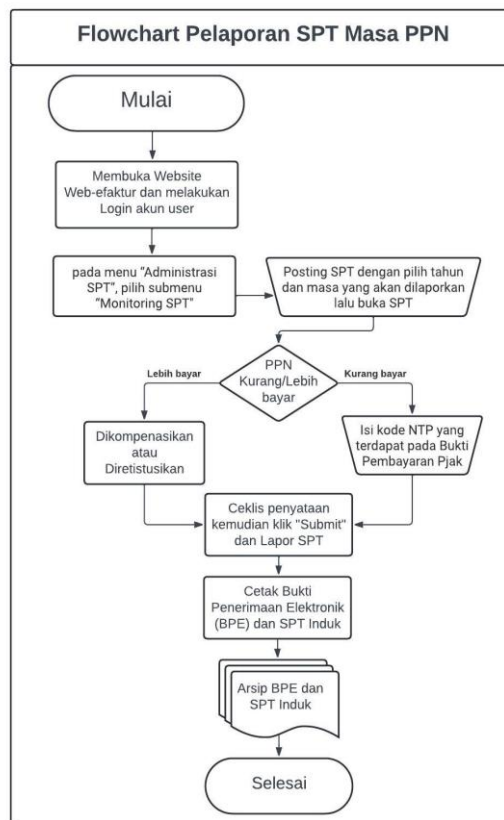 Flowchart Pelaporan SPT Masa PPN
Mulai
Membuka Website
Web-efaktur dan melakukan
Login akun user
pada menu "Administrasi
SPT", pilih submenu
"Monitoring SPT"
Posting SPT dengan pilih tahun
dan masa yang akan dilaporkan
lalu buka SPT
PPN
Kurang/Lebih
bayar
Lebih bayar
Kurang bayar
Dikompenasikan
atau
Diretistusikan
Isi kode NTP yang
terdapat pada Bukti
Pembayaran Pjak
Ceklis penyataan
kemudian klik "Submit"
dan Lapor SPT
Cetak Bukti
Penerimaan Elektronik
(BPE) dan SPT Induk
Arsip BPE dan
SPT Induk
Selesai